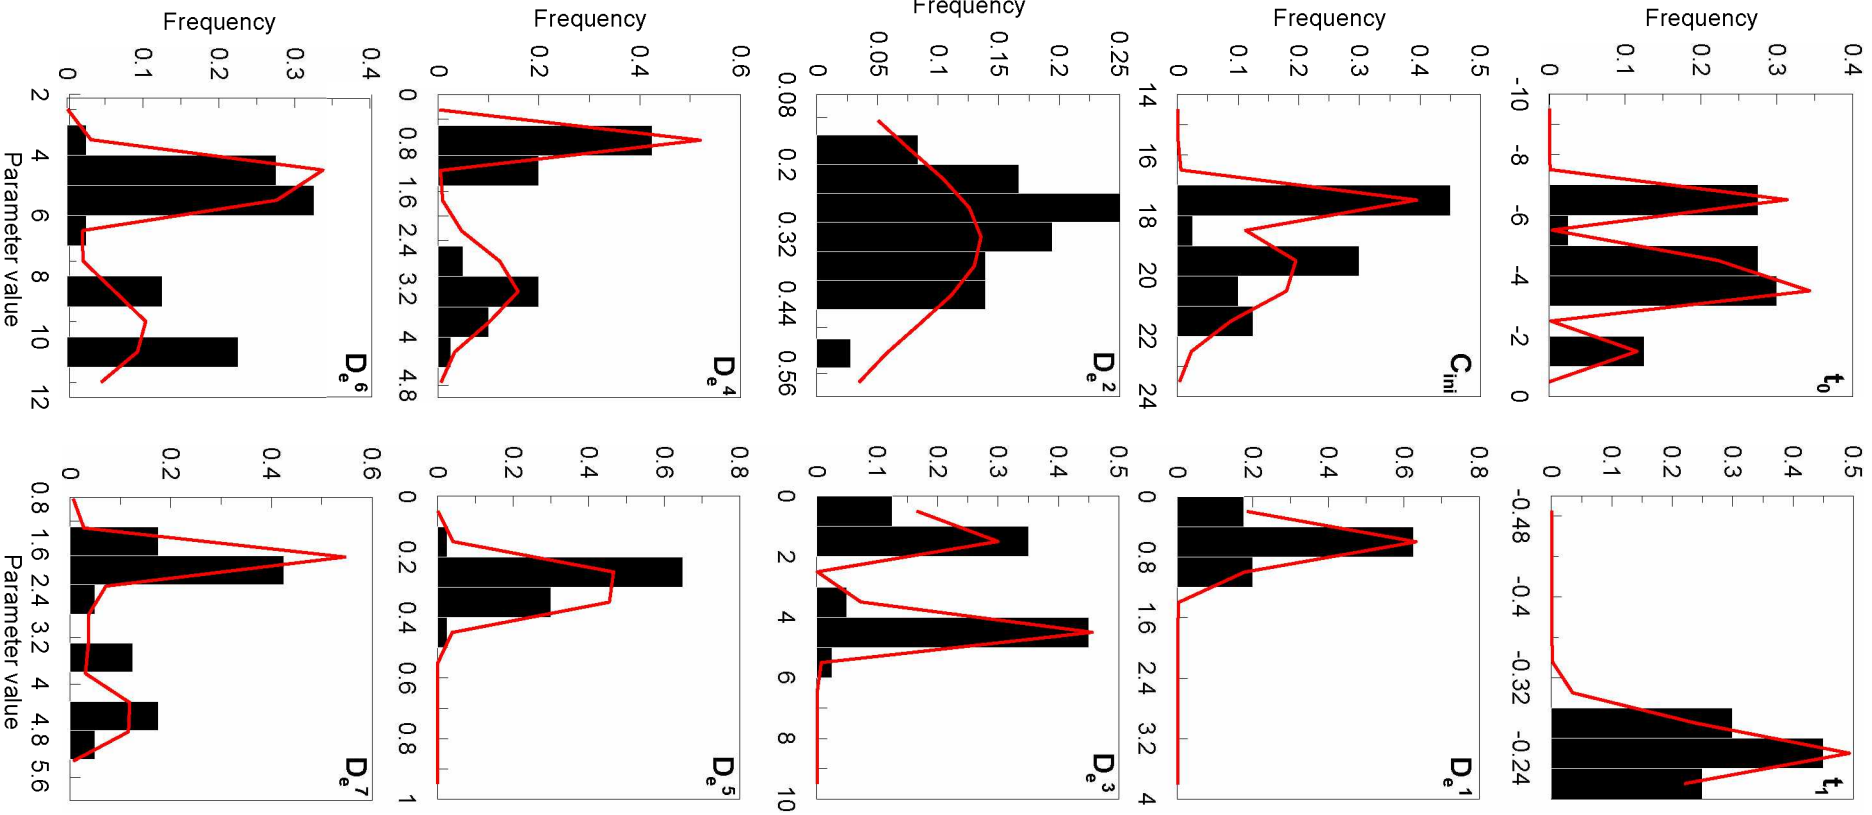 Frequency
0.4
0.3
0.2
0.1
0
-10 -8 -6 -4 -2 0
t0
0.5
0.4
0.3
0.2
0.1
0
-0.48 -0.4 -0.32 -0.24
t1
Frequency
0.5
0.4
0.3
0.2
0.1
0
14 16 18 20 22 24
Cini
0.8
0.6
0.4
0.2
0
0 0.8 1.6 2.4 3.2 4
De1
Frequency
0.25
0.2
0.15
0.1
0.05
0
0.08 0.12 0.32 0.44 0.56
De2
0.5
0.4
0.3
0.2
0.1
0
0 2 4 6 8 10
De3
Frequency
0.6
0.4
0.2
0
0 0.8 1.6 2.4 3.2 4 4.8
De4
0.8
0.6
0.4
0.2
0
0 0.2 0.4 0.6 0.8 1
De5
Frequency
0.4
0.3
0.2
0.1
0
2 4 6 8 10 12
De6
Parameter value
0.6
0.4
0.2
0
0.8 1.6 2.4 3.2 4 4.8 5.6
De7
Parameter value